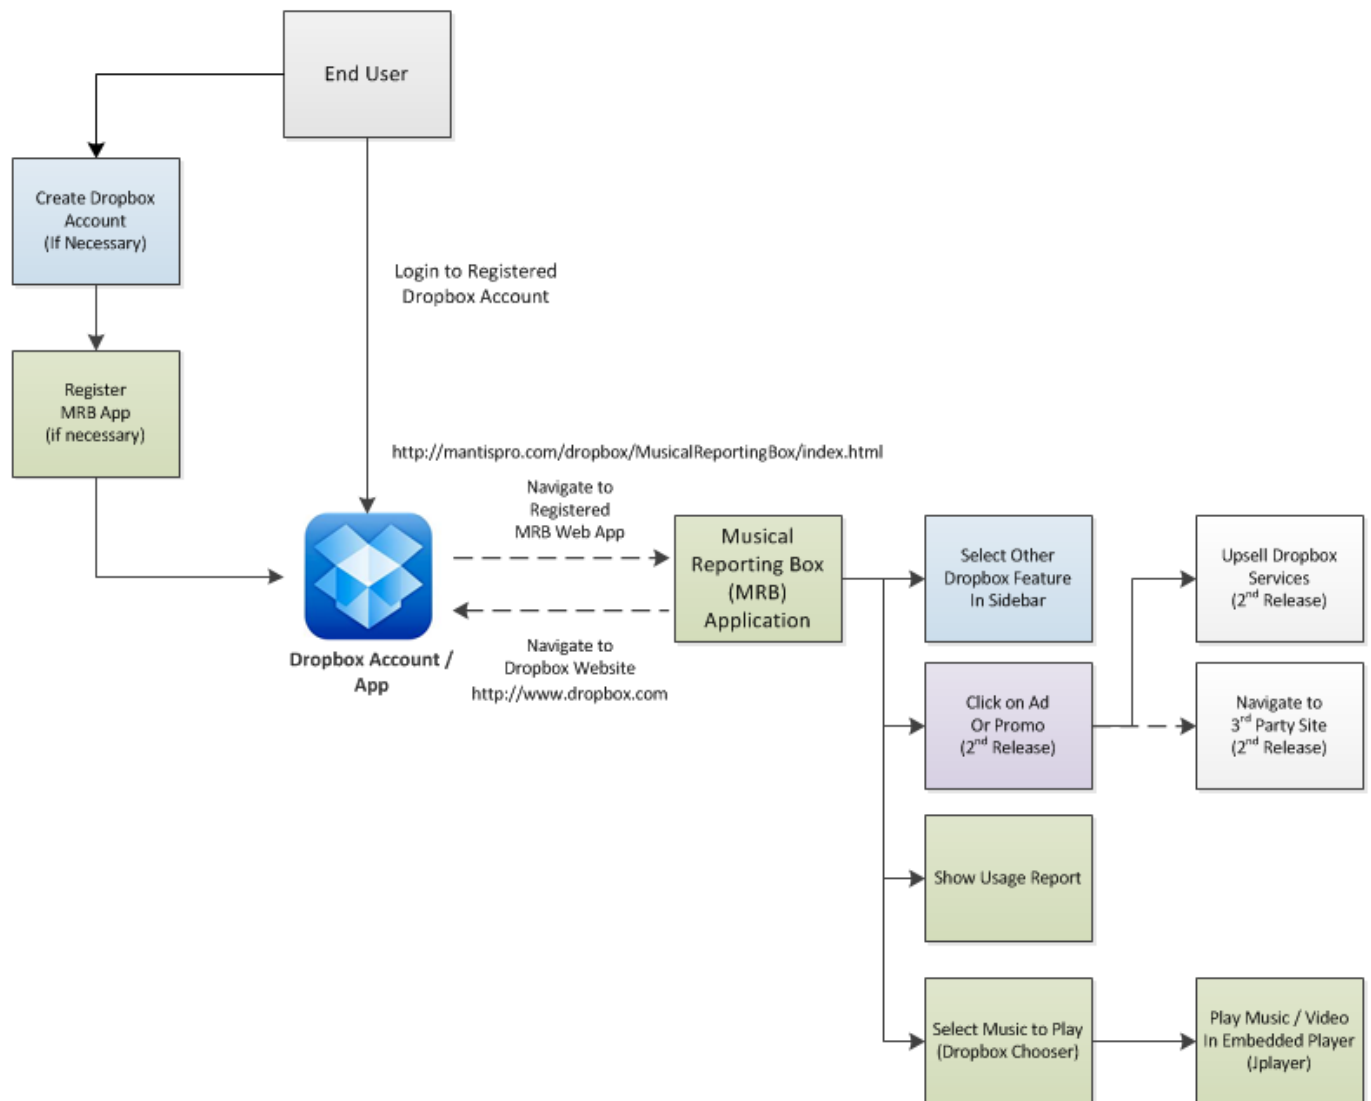 End User
Create Dropbox
Account
(If Necessary)
Login to Registered
Dropbox Account
Register
MRB App
(if necessary)
http://mantispro.com/dropbox/MusicalReportingBox/index.html
Navigate to
Registered
MRB Web App
Dropbox Account /
App
Navigate to
Dropbox Website
http://www.dropbox.com
Musical
Reporting Box
(MRB)
Application
Select Other
Dropbox Feature
In Sidebar
Upsell Dropbox
Services
(2nd Release)
Click on Ad
Or Promo
(2nd Release)
Navigate to
3rd Party Site
(2nd Release)
Show Usage Report
Select Music to Play
(Dropbox Chooser)
Play Music / Video
In Embedded Player
(Jplayer)